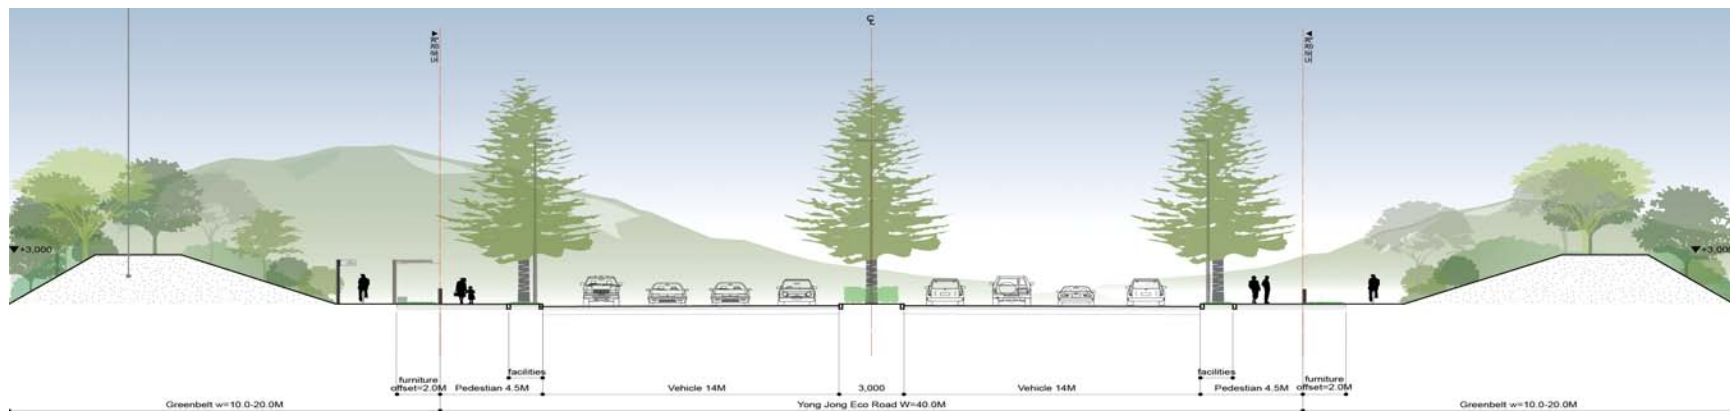 ℄
▼+3,000
▼+3,000
facilities
facilities
furniture
offset=2.0M
Pedestian 4.5M
Vehicle 14M
3,000
Vehicle 14M
Pedestian 4.5M
furniture
offset=2.0M
Greenbelt w=10.0-20.0M
Yong Jong Eco Road W=40.0M
Greenbelt w=10.0-20.0M